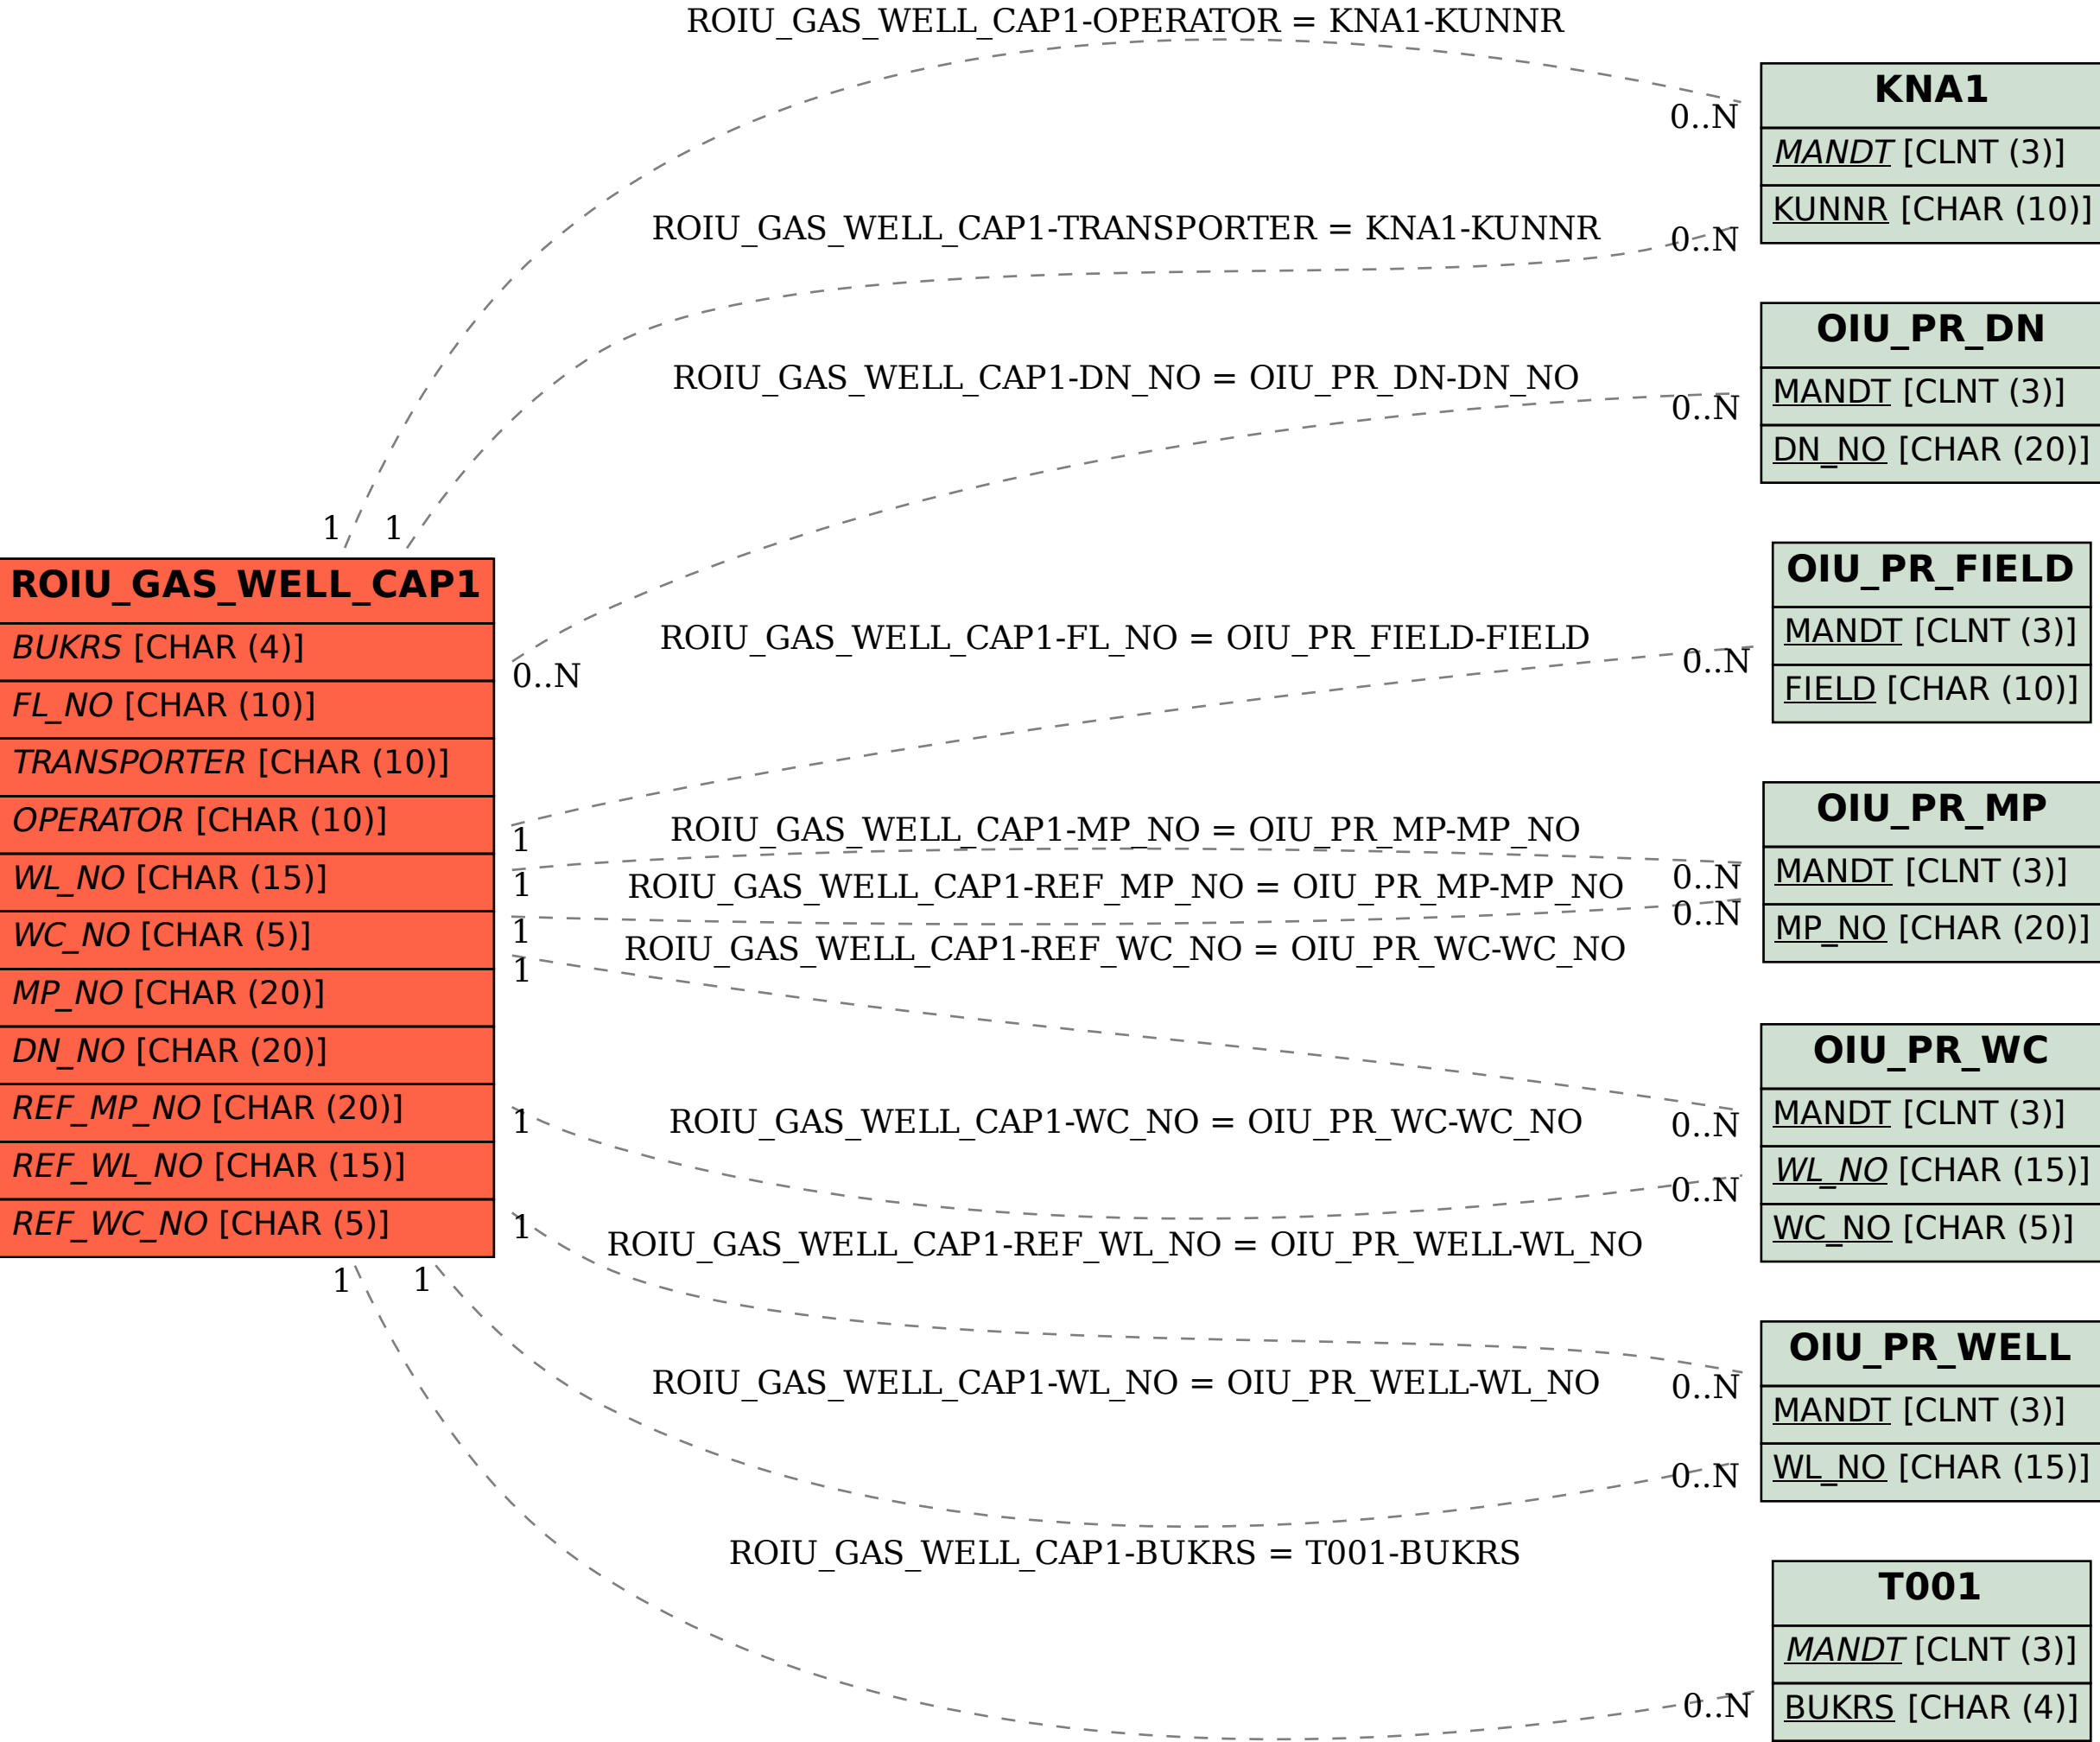 ROIU_GAS_WELL_CAP1-OPERATOR = KNA1-KUNNR
0..N
KNA1
MANDT [CLNT (3)]
KUNNR [CHAR (10)]
ROIU_GAS_WELL_CAP1-TRANSPORTER = KNA1-KUNNR
0..N
OIU_PR_DN
MANDT [CLNT (3)]
DN_NO [CHAR (20)]
ROIU_GAS_WELL_CAP1-DN_NO = OIU_PR_DN-DN_NO
0..N
1
1
ROIU_GAS_WELL_CAP1
BUKRS [CHAR (4)]
FL_NO [CHAR (10)]
TRANSPORTER [CHAR (10)]
OPERATOR [CHAR (10)]
WL_NO [CHAR (15)]
WC_NO [CHAR (5)]
MP_NO [CHAR (20)]
DN_NO [CHAR (20)]
REF_MP_NO [CHAR (20)]
REF_WL_NO [CHAR (15)]
REF_WC_NO [CHAR (5)]
0..N
ROIU_GAS_WELL_CAP1-FL_NO = OIU_PR_FIELD-FIELD
0..N
OIU_PR_FIELD
MANDT [CLNT (3)]
FIELD [CHAR (10)]
1
ROIU_GAS_WELL_CAP1-MP_NO = OIU_PR_MP-MP_NO
1
0..N
ROIU_GAS_WELL_CAP1-REF_MP_NO = OIU_PR_MP-MP_NO
1
0..N
OIU_PR_MP
MANDT [CLNT (3)]
MP_NO [CHAR (20)]
ROIU_GAS_WELL_CAP1-REF_WC_NO = OIU_PR_WC-WC_NO
1
0..N
OIU_PR_WC
MANDT [CLNT (3)]
WL_NO [CHAR (15)]
WC_NO [CHAR (5)]
1
ROIU_GAS_WELL_CAP1-WC_NO = OIU_PR_WC-WC_NO
0..N
1
ROIU_GAS_WELL_CAP1-REF_WL_NO = OIU_PR_WELL-WL_NO
0..N
OIU_PR_WELL
MANDT [CLNT (3)]
WL_NO [CHAR (15)]
1
1
ROIU_GAS_WELL_CAP1-WL_NO = OIU_PR_WELL-WL_NO
0..N
ROIU_GAS_WELL_CAP1-BUKRS = T001-BUKRS
0..N
T001
MANDT [CLNT (3)]
BUKRS [CHAR (4)]